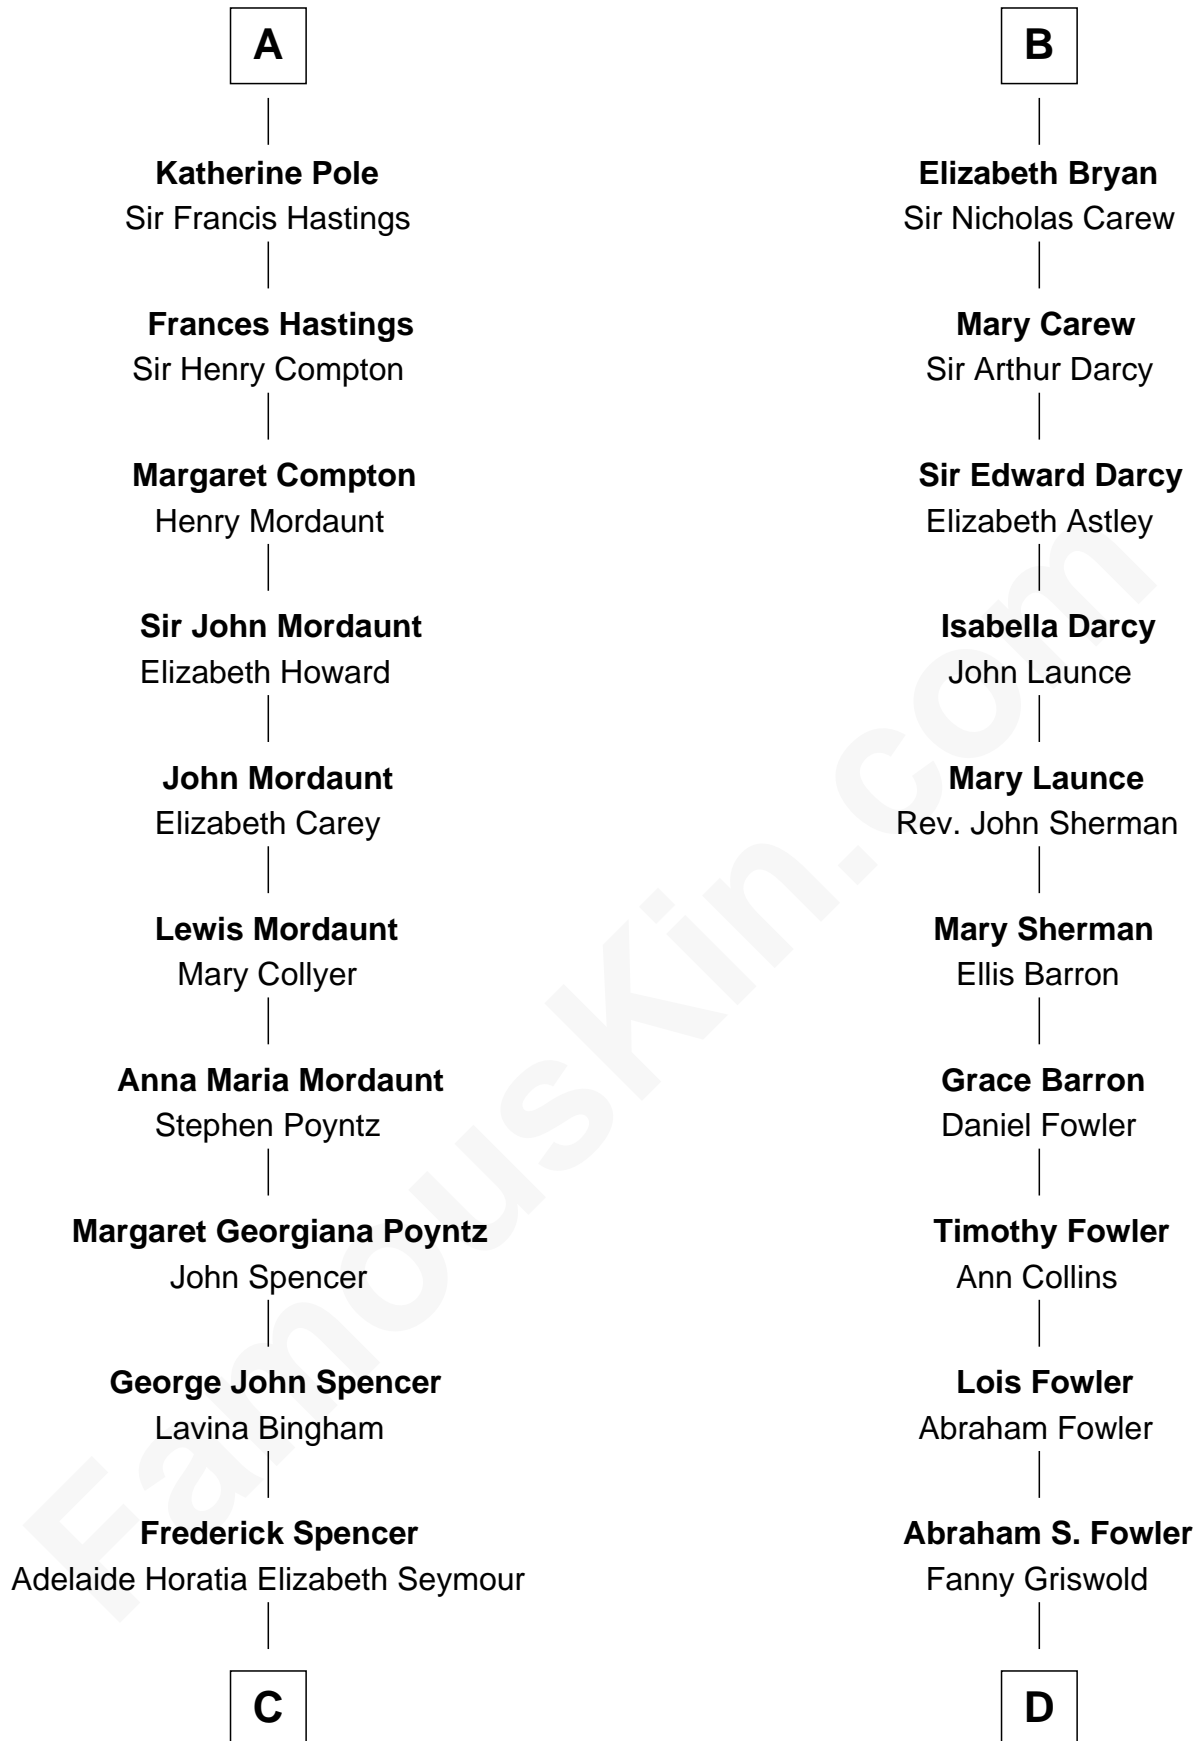 A
Katherine Pole
Sir Francis Hastings
Frances Hastings
Sir Henry Compton
Margaret Compton
Henry Mordaunt
Sir John Mordaunt
Elizabeth Howard
John Mordaunt
Elizabeth Carey
Lewis Mordaunt
Mary Collyer
Anna Maria Mordaunt
Stephen Poyntz
Margaret Georgiana Poyntz
John Spencer
George John Spencer
Lavina Bingham
Frederick Spencer
Adelaide Horatia Elizabeth Seymour
C
B
Elizabeth Bryan
Sir Nicholas Carew
Mary Carew
Sir Arthur Darcy
Sir Edward Darcy
Elizabeth Astley
Isabella Darcy
John Launce
Mary Launce
Rev. John Sherman
Mary Sherman
Ellis Barron
Grace Barron
Daniel Fowler
Timothy Fowler
Ann Collins
Lois Fowler
Abraham Fowler
Abraham S. Fowler
Fanny Griswold
D
FamousKin.com